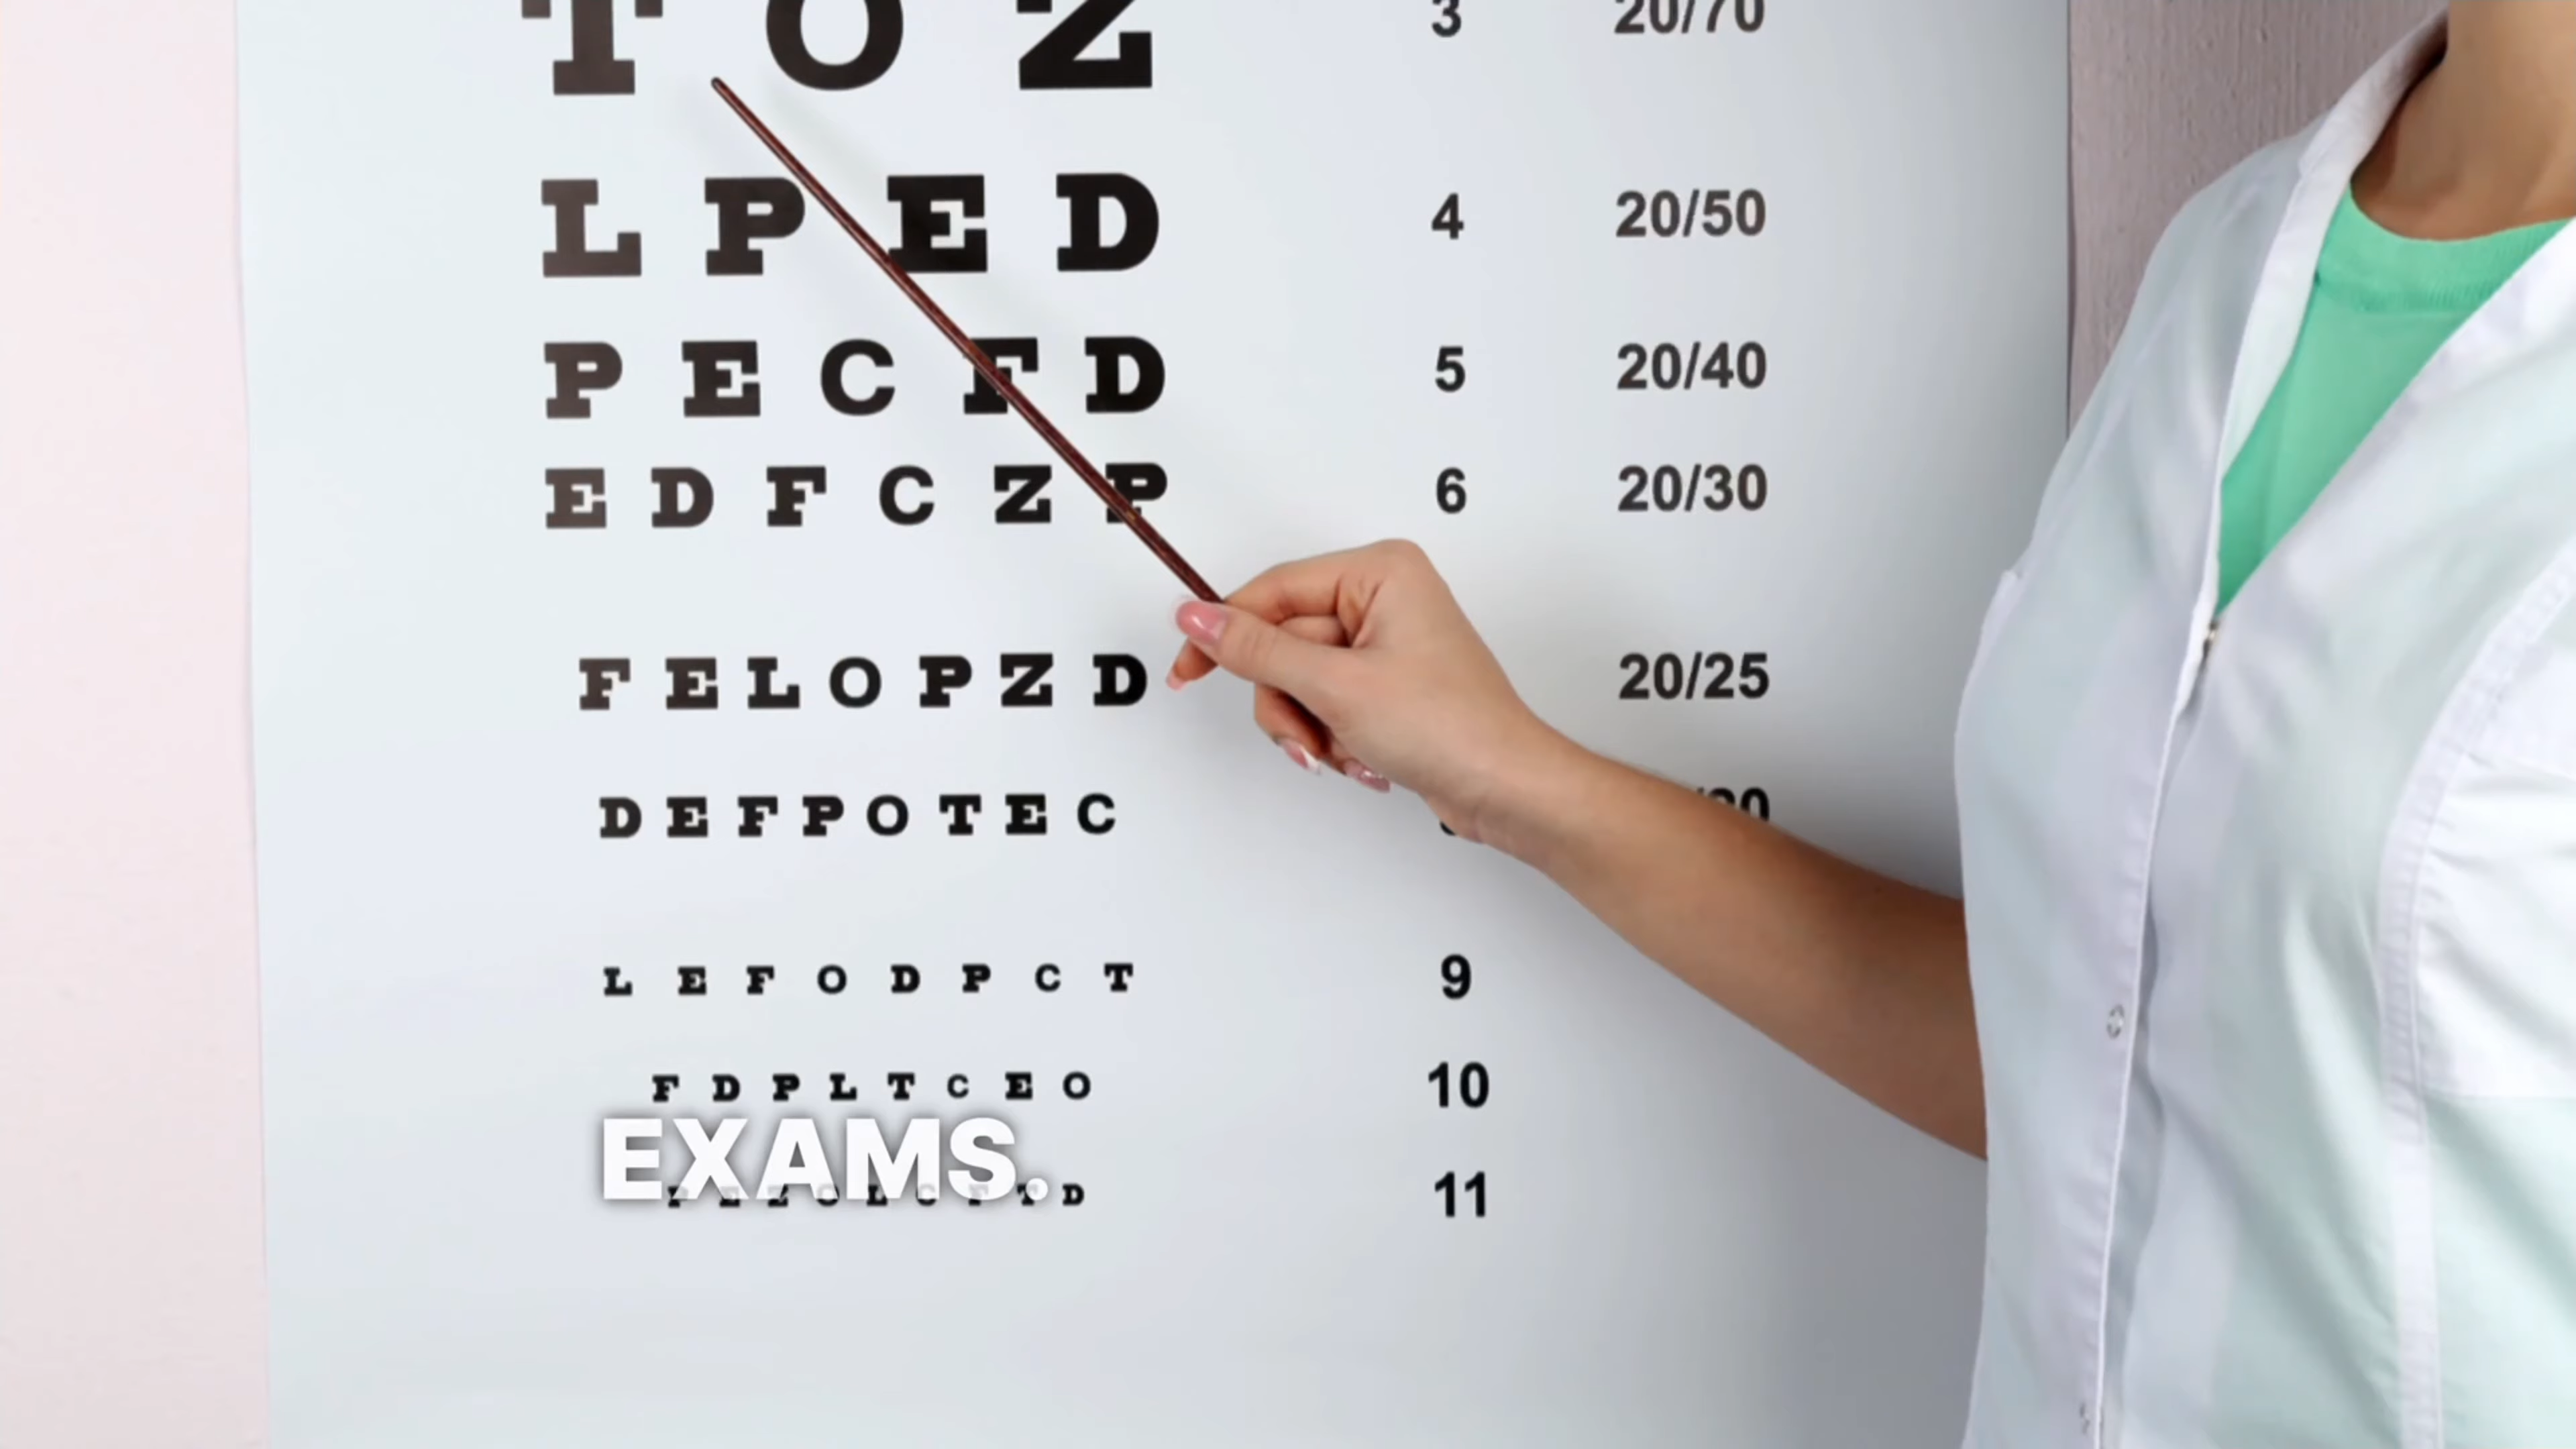 T O Z 3 20/70
L P E D 4 20/50
P E C F D 5 20/40
E D F C Z P 6 20/30
F E L O P Z D 20/25
D E F P O T E C
L E F O D P C T 9
F D P L T C E O 10
EXAMS.
P E Z O L C F T D 11